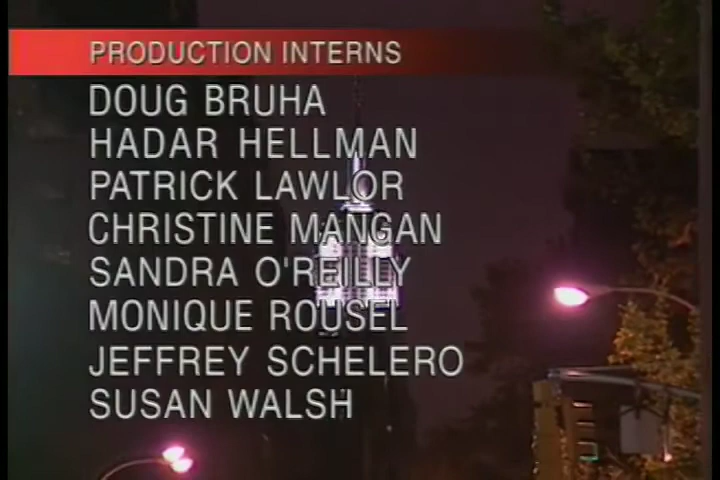 PRODUCTION INTERNS
DOUG BRUHA
HADAR HELLMAN
PATRICK LAWLOR
CHRISTINE MANGAN
SANDRA O'REILLY
MONIQUE ROUSEL
JEFFREY SCHELERO
SUSAN WALSH